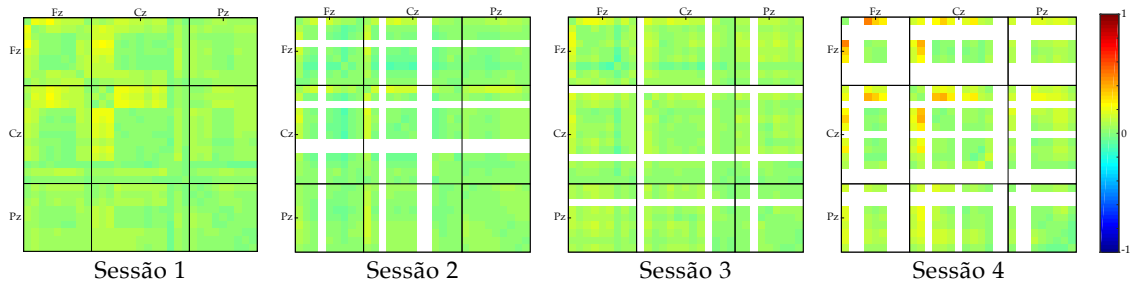 Fz Cz Pz Fz Cz Pz Fz Cz Pz Fz Cz Pz 1
Fz Fz Fz Fz
Cz Cz Cz Cz 0
Pz Pz Pz Pz
-1
Sessão 1 Sessão 2 Sessão 3 Sessão 4